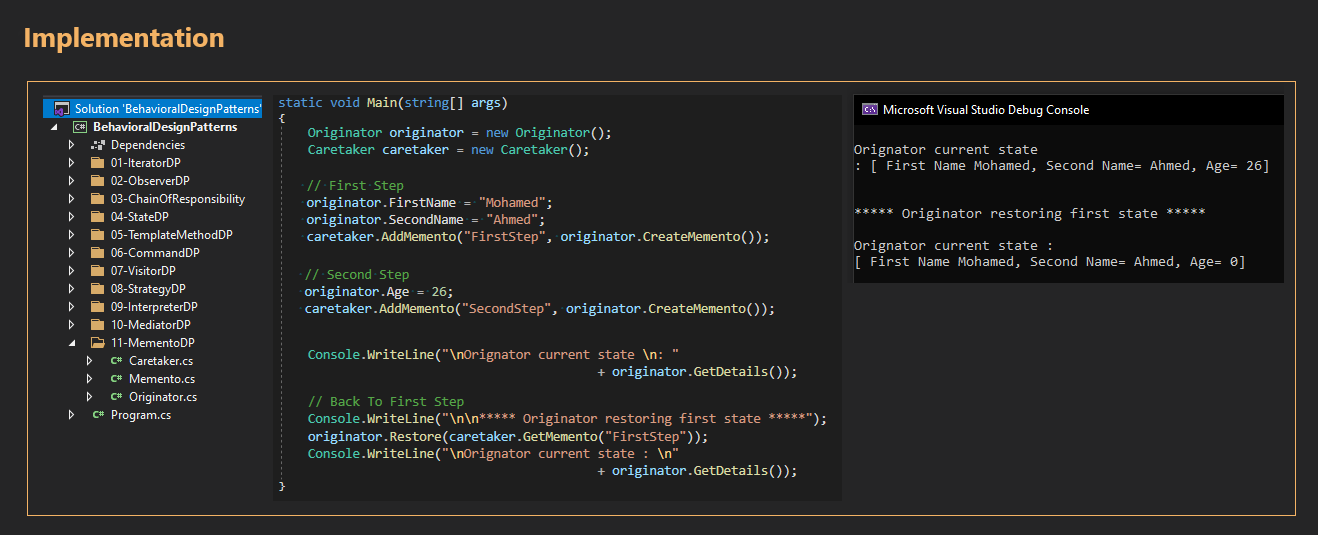 Implementation
Solution 'BehavioralDesignPatterns'
C# BehavioralDesignPatterns
Dependencies
01-IteratorDP
02-ObserverDP
03-ChainOfResponsibility
04-StateDP
05-TemplateMethodDP
06-CommandDP
07-VisitorDP
08-StrategyDP
09-InterpreterDP
10-MediatorDP
11-MementoDP
C# Caretaker.cs
C# Memento.cs
C# Originator.cs
C# Program.cs
static void Main(string[] args)
{
Originator originator = new Originator();
Caretaker caretaker = new Caretaker();
// First Step
originator.FirstName = "Mohamed";
originator.SecondName = "Ahmed";
caretaker.AddMemento("FirstStep", originator.CreateMemento());
// Second Step
originator.Age = 26;
caretaker.AddMemento("SecondStep", originator.CreateMemento());
Console.WriteLine("\nOrignator current state \n: "
+ originator.GetDetails());
// Back To First Step
Console.WriteLine("\n\n***** Originator restoring first state *****");
originator.Restore(caretaker.GetMemento("FirstStep"));
Console.WriteLine("\nOrignator current state : \n"
+ originator.GetDetails());
}
C:\ Microsoft Visual Studio Debug Console
Orignator current state
: [ First Name Mohamed, Second Name= Ahmed, Age= 26]
***** Originator restoring first state *****
Orignator current state :
[ First Name Mohamed, Second Name= Ahmed, Age= 0]